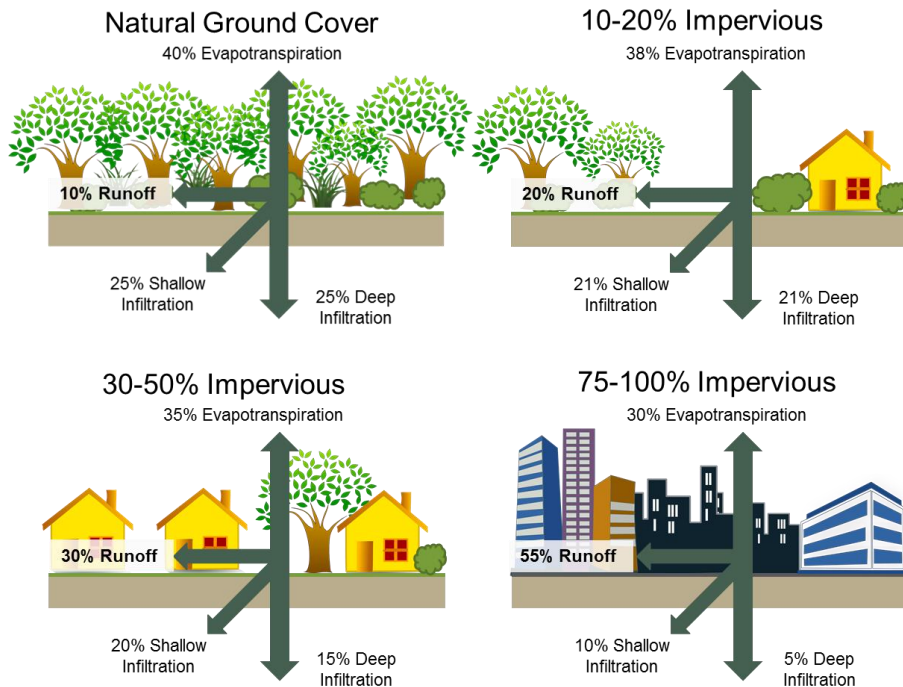 Natural Ground Cover
40% Evapotranspiration
10% Runoff
25% Shallow
Infiltration
25% Deep
Infiltration
10-20% Impervious
38% Evapotranspiration
20% Runoff
21% Shallow
Infiltration
21% Deep
Infiltration
30-50% Impervious
35% Evapotranspiration
30% Runoff
20% Shallow
Infiltration
15% Deep
Infiltration
75-100% Impervious
30% Evapotranspiration
55% Runoff
10% Shallow
Infiltration
5% Deep
Infiltration